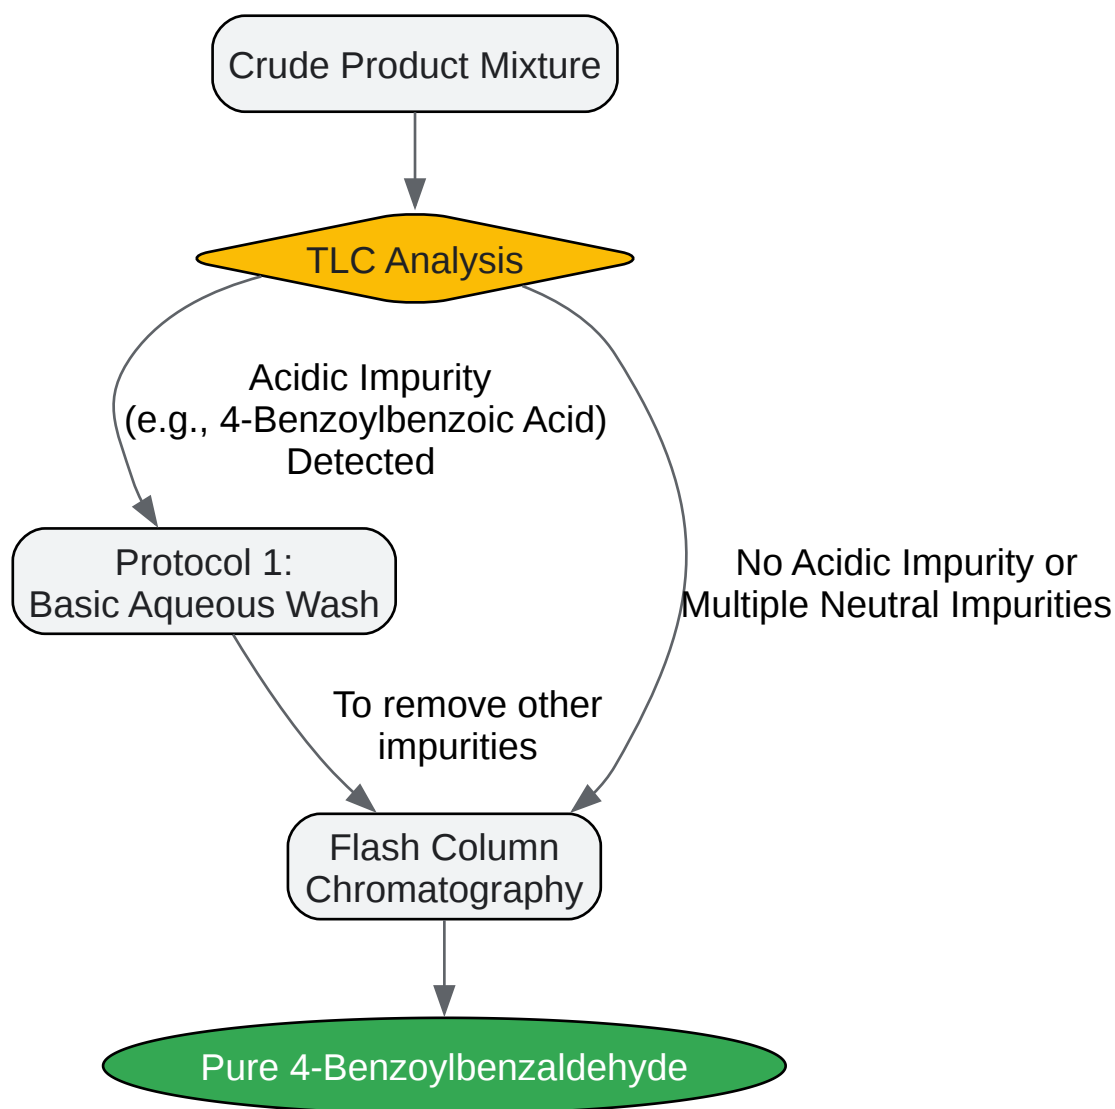 Crude Product Mixture
TLC Analysis
Acidic Impurity
(e.g., 4-Benzoylbenzoic Acid)
Detected
Protocol 1:
Basic Aqueous Wash
No Acidic Impurity or
Multiple Neutral Impurities
To remove other
impurities
Flash Column
Chromatography
Pure 4-Benzoylbenzaldehyde